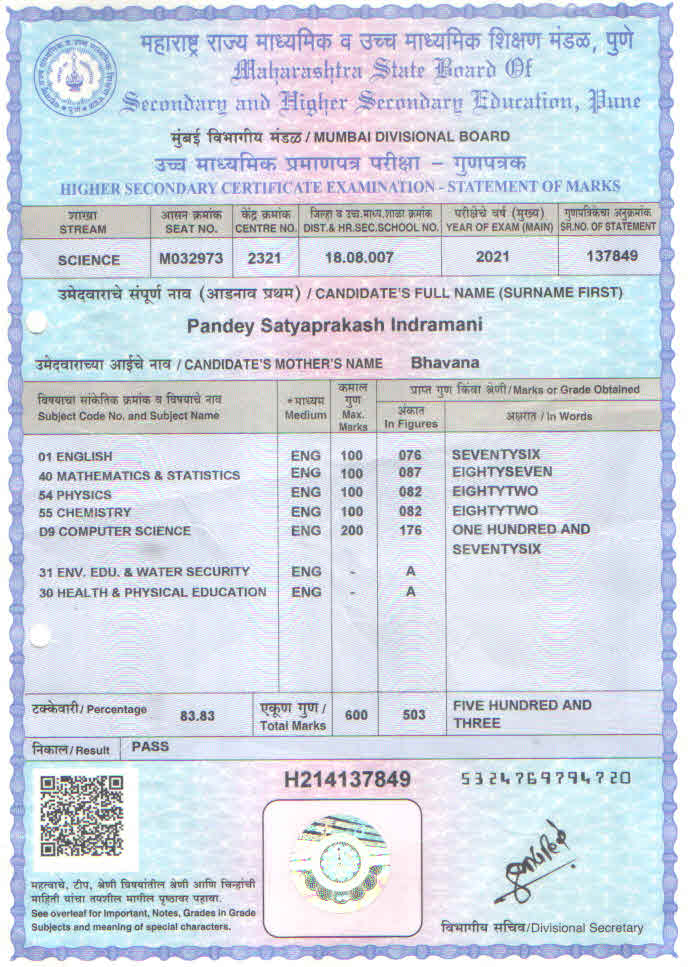 महाराष्ट्र राज्य माध्यमिक व उच्च माध्यमिक शिक्षण मंडळ, पुणे
Maharashtra State Board Of
Secondary and Higher Secondary Education, Pune
मुंबई विभागीय मंडळ / MUMBAI DIVISIONAL BOARD
उच्च माध्यमिक प्रमाणपत्र परीक्षा - गुणपत्रक
HIGHER SECONDARY CERTIFICATE EXAMINATION - STATEMENT OF MARKS
शाखा आसन क्रमांक केंद्र क्रमांक जिल्हा व उच्च.माध्य.शाळा क्रमांक परीक्षेचे वर्ष (मुख्य) गुणपत्रिकेचा अनुक्रमांक
STREAM SEAT NO. CENTRE NO. DIST.& HR.SEC.SCHOOL NO. YEAR OF EXAM (MAIN) SR.NO. OF STATEMENT
SCIENCE M032973 2321 18.08.007 2021 137849
उमेदवाराचे संपूर्ण नाव (आडनाव प्रथम) / CANDIDATE'S FULL NAME (SURNAME FIRST)
Pandey Satyaprakash Indramani
उमेदवाराच्या आईचे नाव / CANDIDATE'S MOTHER'S NAME Bhavana
विषयाचा सांकेतिक क्रमांक व विषयाचे नाव
Subject Code No. and Subject Name
* माध्यम
Medium
कमाल
गुण
Max.
Marks
प्राप्त गुण किंवा श्रेणी / Marks or Grade Obtained
अंकात
In Figures
अक्षरात / In Words
01 ENGLISH ENG 100 076 SEVENTYSIX
40 MATHEMATICS & STATISTICS ENG 100 087 EIGHTYSEVEN
54 PHYSICS ENG 100 082 EIGHTYTWO
55 CHEMISTRY ENG 100 082 EIGHTYTWO
D9 COMPUTER SCIENCE ENG 200 176 ONE HUNDRED AND
SEVENTYSIX
31 ENV. EDU. & WATER SECURITY ENG - A
30 HEALTH & PHYSICAL EDUCATION ENG - A
टक्केवारी / Percentage 83.83 एकूण गुण / Total Marks 600 503 FIVE HUNDRED AND
THREE
निकाल / Result PASS
H214137849
5324769794720
महत्वाचे, टीप, श्रेणी विषयांतील श्रेणी आणि चिन्हांची
माहिती यांचा तपशील मागील पृष्ठावर पहावा.
See overleaf for Important, Notes, Grades in Grade
Subjects and meaning of special characters.
विभागीय सचिव/Divisional Secretary